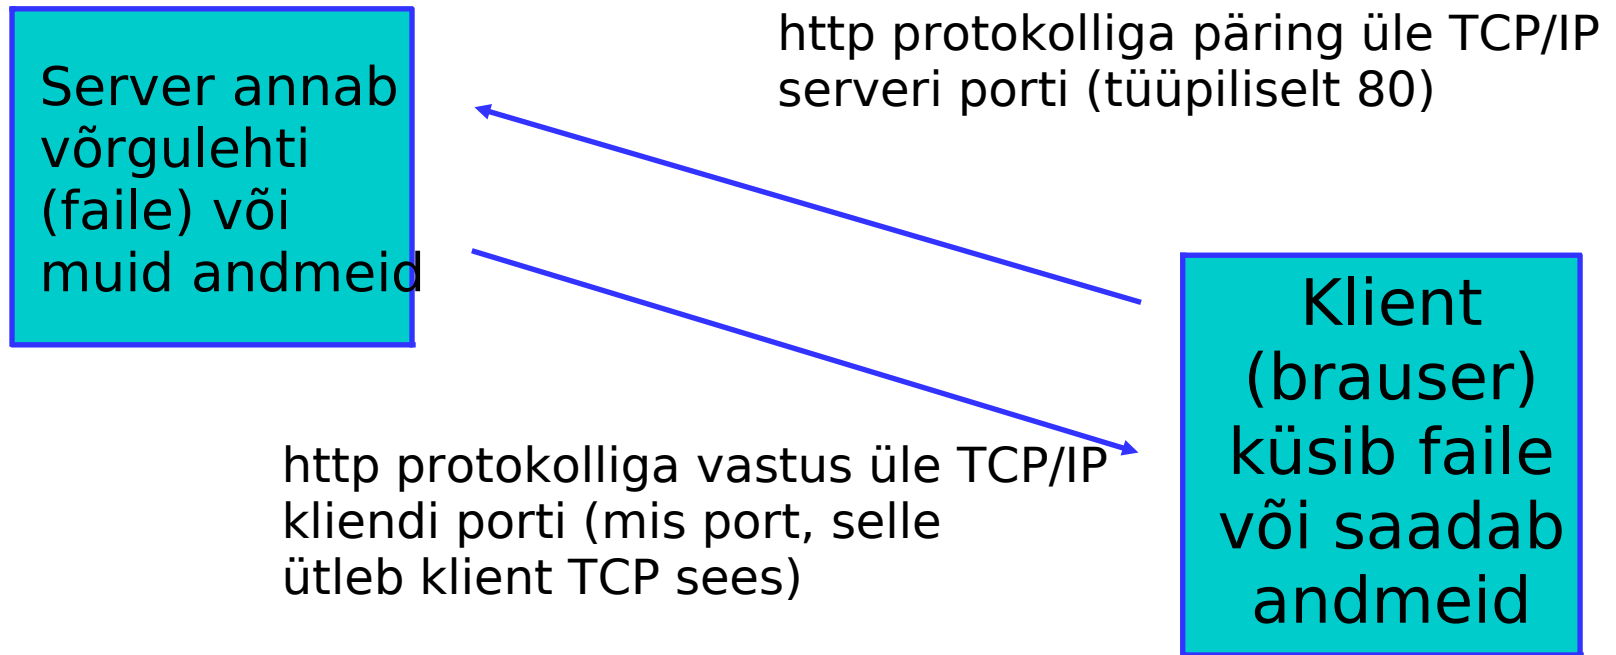 http protokolliga päring üle TCP/IP
serveri porti (tüüpiliselt 80)
Server annab
võrgulehti
(faile) või
muid andmeid
Klient
(brauser)
küsib faile
või saadab
andmeid
http protokolliga vastus üle TCP/IP
kliendi porti (mis port, selle
ütleb klient TCP sees)